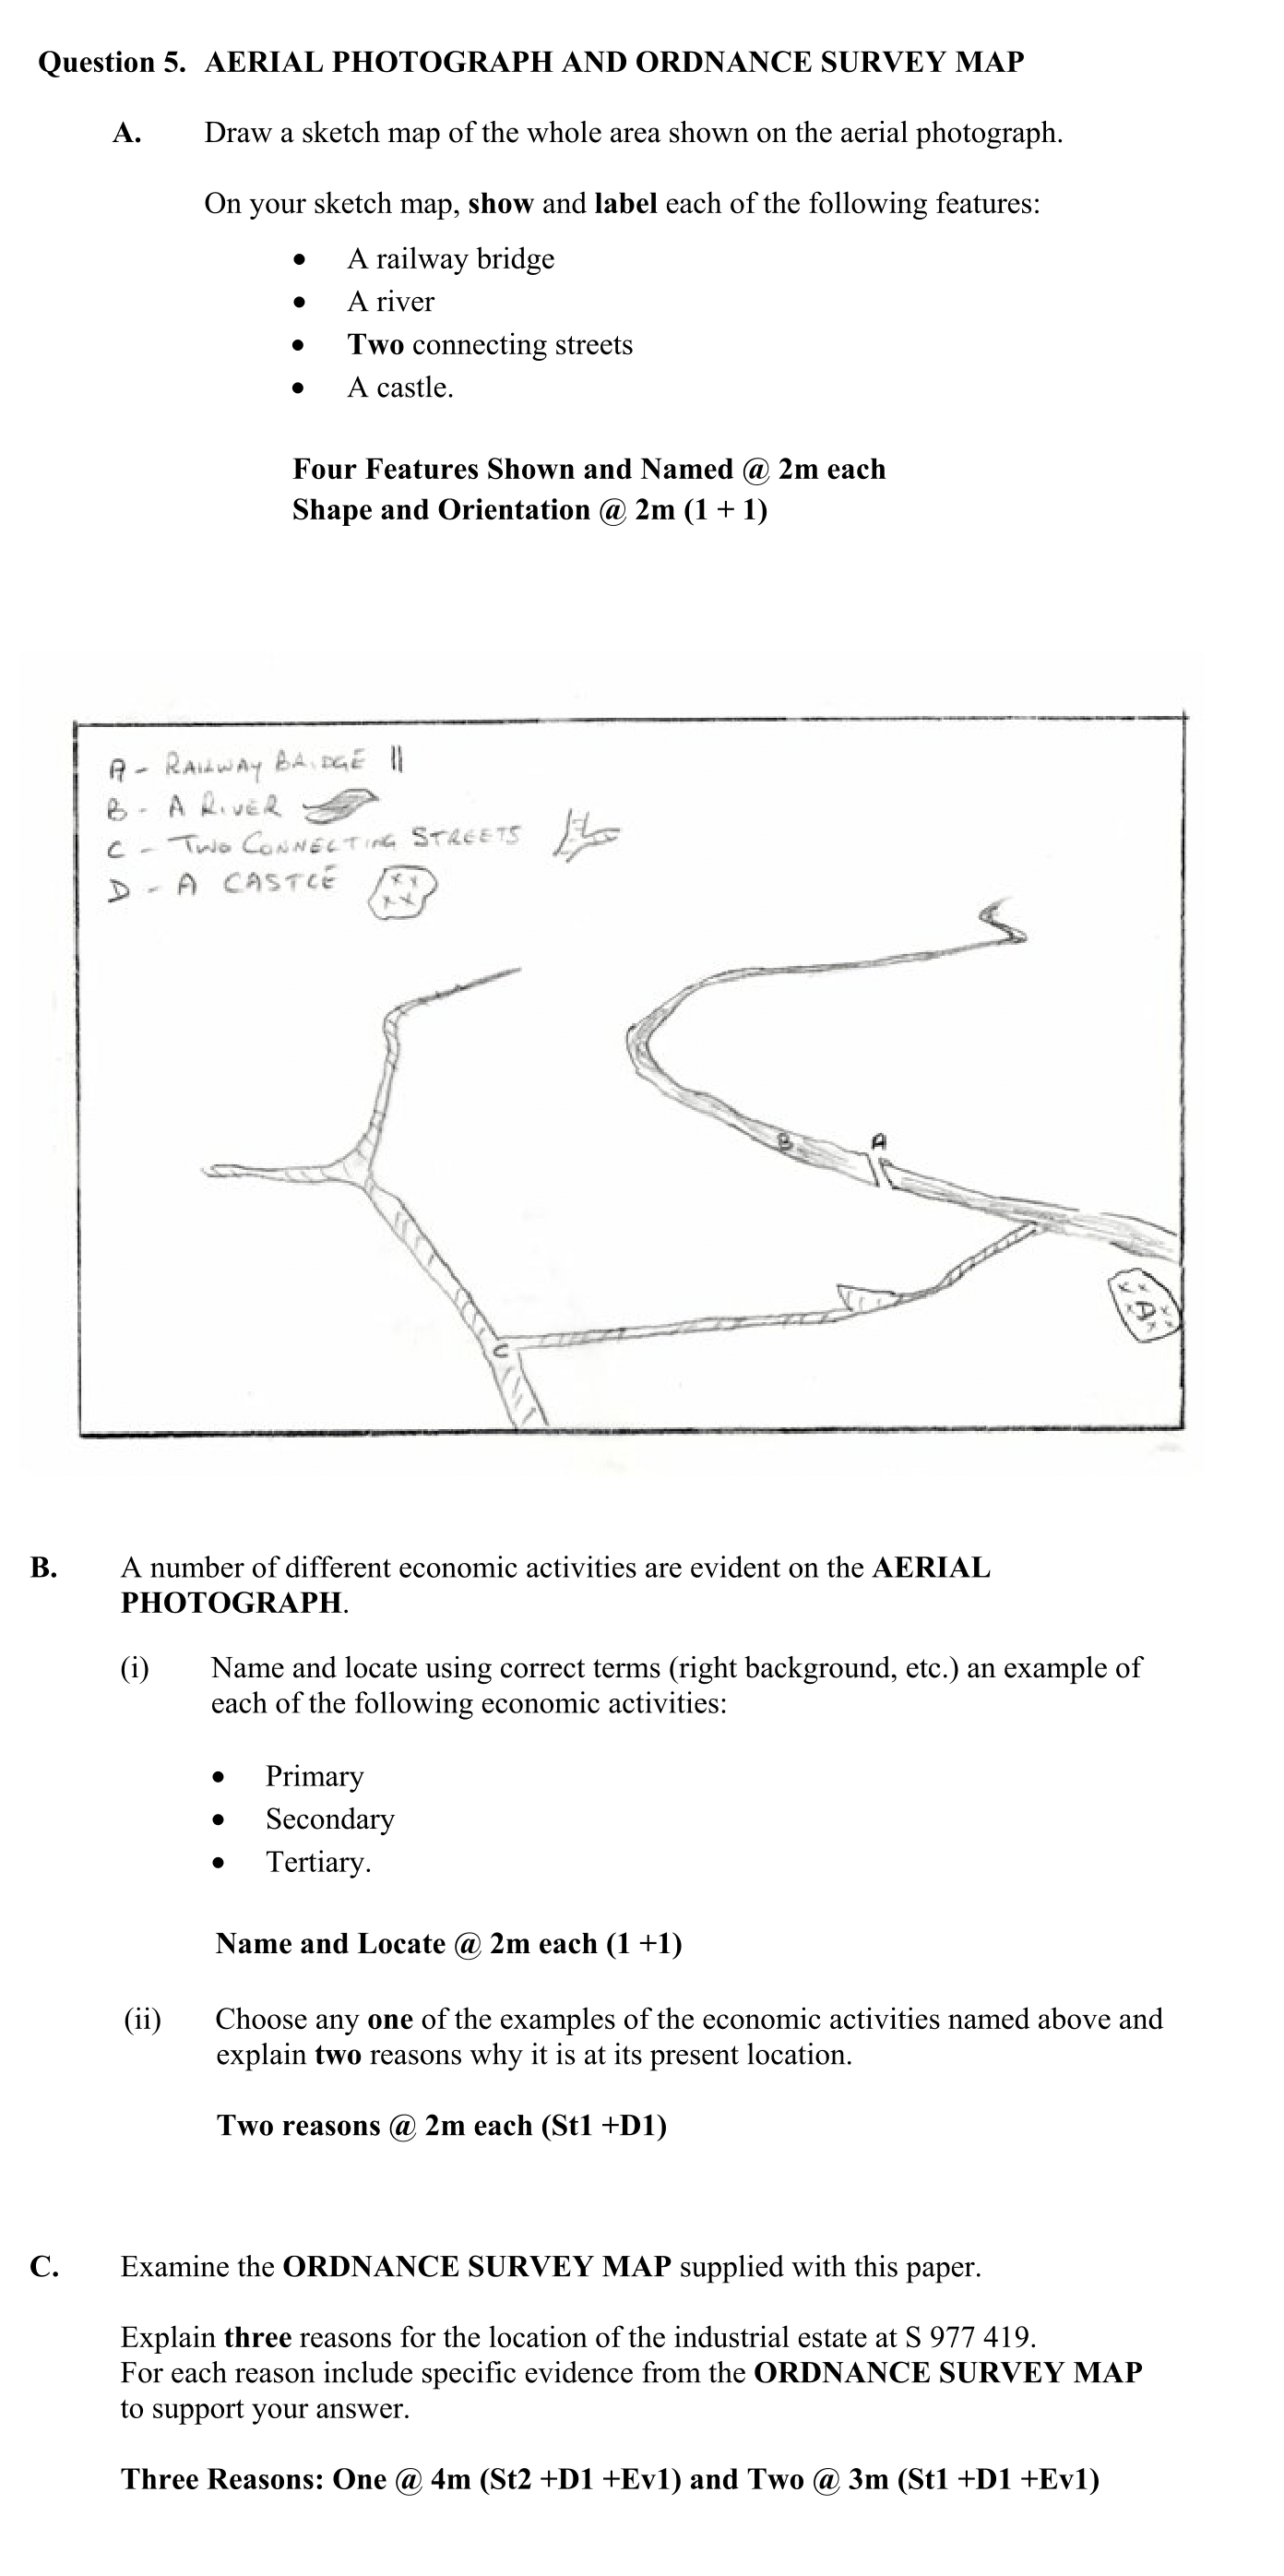 Question 5. AERIAL PHOTOGRAPH AND ORDNANCE SURVEY MAP
A. Draw a sketch map of the whole area shown on the aerial photograph.
On your sketch map, show and label each of the following features:
• A railway bridge
• A river
• Two connecting streets
• A castle.
Four Features Shown and Named @ 2m each
Shape and Orientation @ 2m (1 + 1)
A - RAILWAY BRIDGE
B - A RIVER
C - TWO CONNECTING STREETS
D - A CASTLE
B A
A
C
B. A number of different economic activities are evident on the AERIAL
PHOTOGRAPH.
(i) Name and locate using correct terms (right background, etc.) an example of
each of the following economic activities:
• Primary
• Secondary
• Tertiary.
Name and Locate @ 2m each (1 +1)
(ii) Choose any one of the examples of the economic activities named above and
explain two reasons why it is at its present location.
Two reasons @ 2m each (St1 +D1)
C. Examine the ORDNANCE SURVEY MAP supplied with this paper.
Explain three reasons for the location of the industrial estate at S 977 419.
For each reason include specific evidence from the ORDNANCE SURVEY MAP
to support your answer.
Three Reasons: One @ 4m (St2 +D1 +Ev1) and Two @ 3m (St1 +D1 +Ev1)